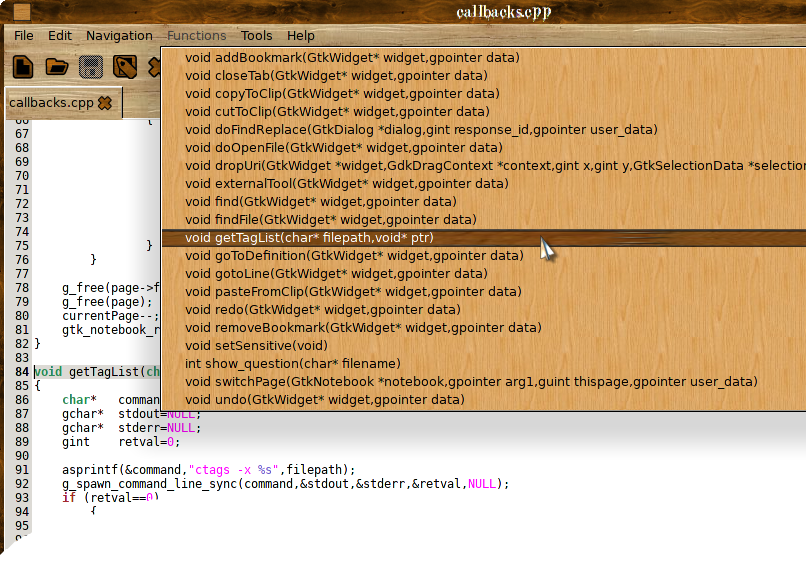 callbacks.cpp
File Edit Navigation Functions Tools Help
callbacks.cpp
void addBookmark(GtkWidget* widget,gpointer data)
void closeTab(GtkWidget* widget,gpointer data)
void copyToClip(GtkWidget* widget,gpointer data)
void cutToClip(GtkWidget* widget,gpointer data)
void doFindReplace(GtkDialog *dialog,gint response_id,gpointer user_data)
void doOpenFile(GtkWidget* widget,gpointer data)
void dropUri(GtkWidget *widget,GdkDragContext *context,gint x,gint y,GtkSelectionData *selection
void externalTool(GtkWidget* widget,gpointer data)
void find(GtkWidget* widget,gpointer data)
void findFile(GtkWidget* widget,gpointer data)
void getTagList(char* filepath,void* ptr)
void goToDefinition(GtkWidget* widget,gpointer data)
void gotoLine(GtkWidget* widget,gpointer data)
void pasteFromClip(GtkWidget* widget,gpointer data)
void redo(GtkWidget* widget,gpointer data)
void removeBookmark(GtkWidget* widget,gpointer data)
void setSensitive(void)
int show_question(char* filename)
void switchPage(GtkNotebook *notebook,gpointer arg1,guint thispage,gpointer user_data)
void undo(GtkWidget* widget,gpointer data)
66 {
67
68
69
70
71
72
73
74
75 }
76 }
77
78 g_free(page->f
79 g_free(page);
80 currentPage--;
81 gtk_notebook_r
82 }
83
84 void getTagList(ch
85 {
86 char* comman
87 gchar* stdout=NULL;
88 gchar* stderr=NULL;
89 gint retval=0;
90
91 asprintf(&command,"ctags -x %s",filepath);
92 g_spawn_command_line_sync(command,&stdout,&stderr,&retval,NULL);
93 if (retval==0)
94 {
95